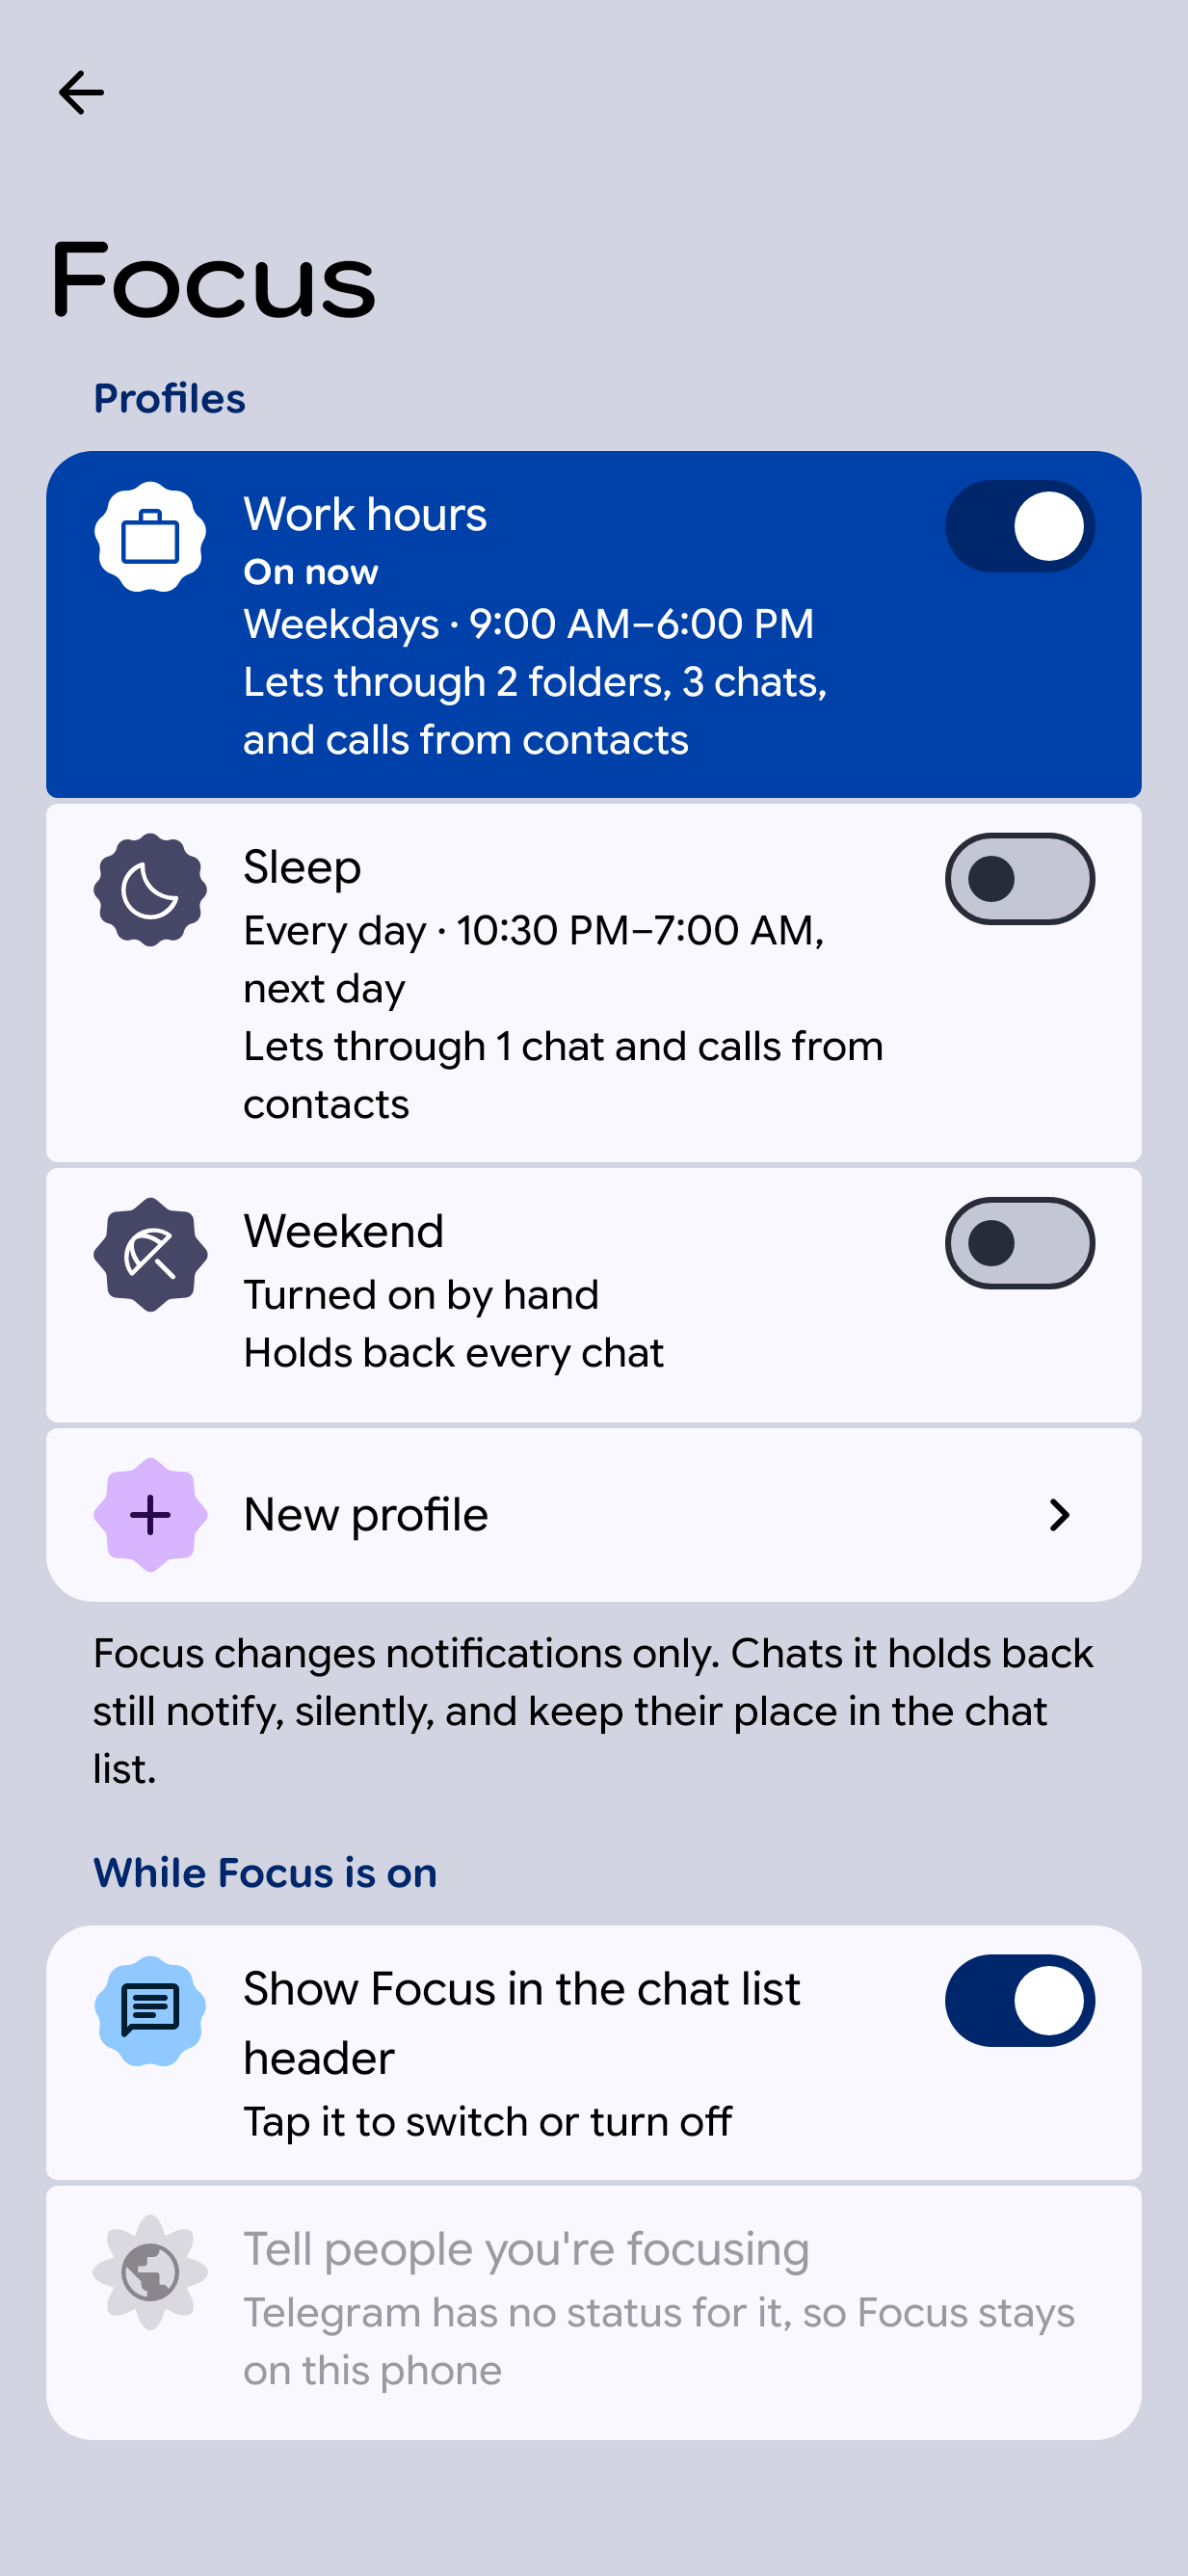 Focus
Profiles
Work hours
On now
Weekdays · 9:00 AM–6:00 PM
Lets through 2 folders, 3 chats,
and calls from contacts
Sleep
Every day · 10:30 PM–7:00 AM,
next day
Lets through 1 chat and calls from
contacts
Weekend
Turned on by hand
Holds back every chat
New profile
Focus changes notifications only. Chats it holds back
still notify, silently, and keep their place in the chat
list.
While Focus is on
Show Focus in the chat list
header
Tap it to switch or turn off
Tell people you're focusing
Telegram has no status for it, so Focus stays
on this phone